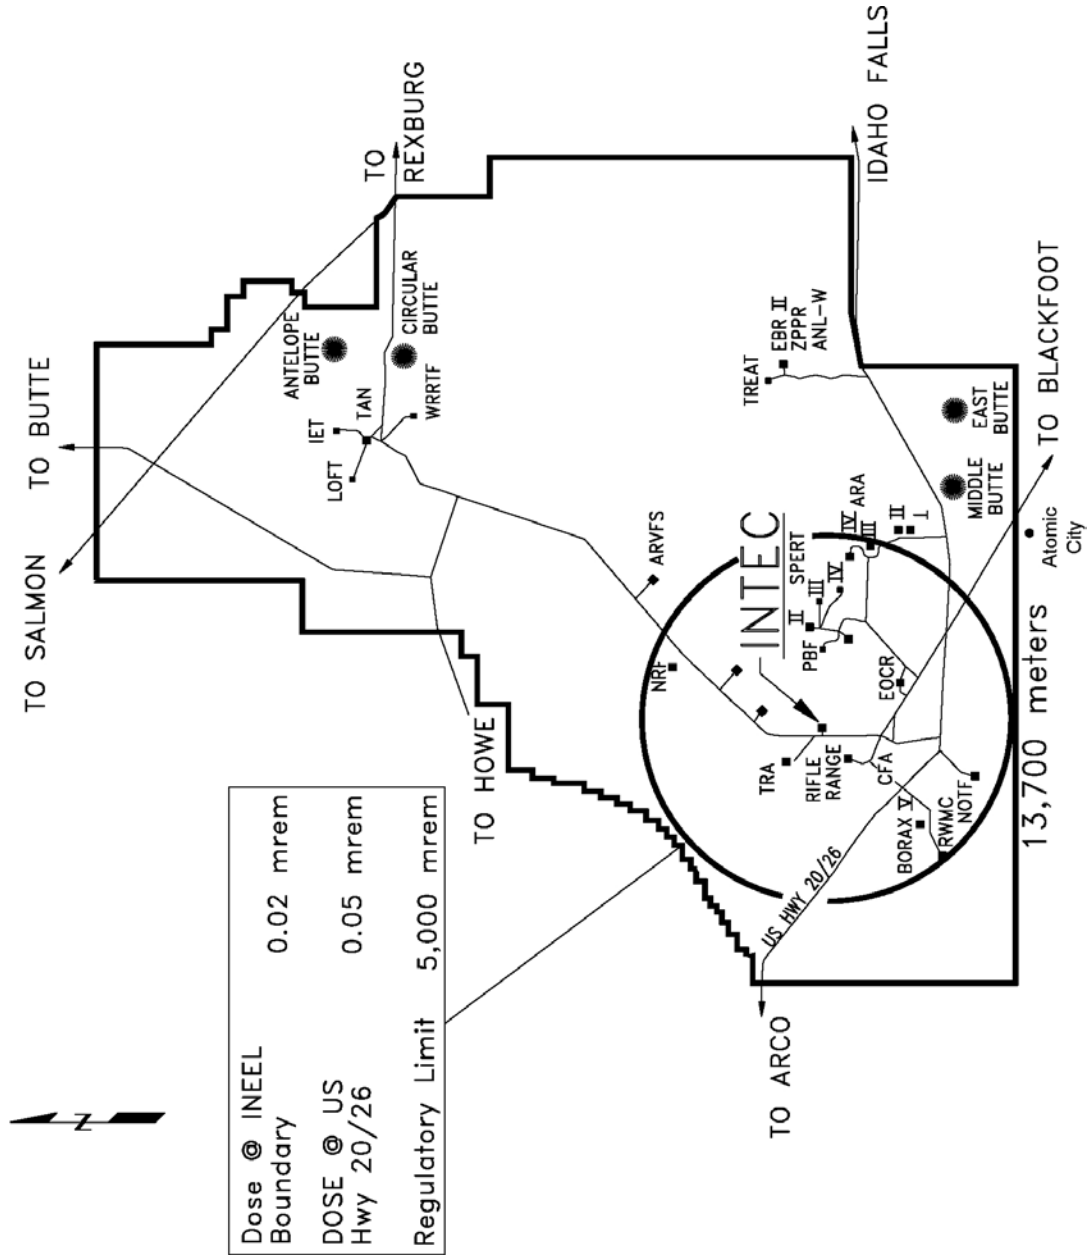 N
TO SALMON
TO BUTTE
TO
REXBURG
IDAHO FALLS
TO BLACKFOOT
TO HOWE
TO ARCO
Dose @ INEEL
Boundary
0.02 mrem
DOSE @ US
Hwy 20/26
0.05 mrem
Regulatory Limit
5,000 mrem
ANTELOPE
BUTTE
CIRCULAR
BUTTE
IET
TAN
LOFT
WRRTF
TREAT
EBR II
ZPPR
ANL-W
ARVFS
NRF
INTEC
SPERT
II
III
IV
PBF
IV
ARA
III
II
I
EOCR
TRA
RIFLE
RANGE
CFA
BORAX V
RWMC
NOTF
US HWY 20/26
MIDDLE
BUTTE
EAST
BUTTE
Atomic
City
13,700 meters